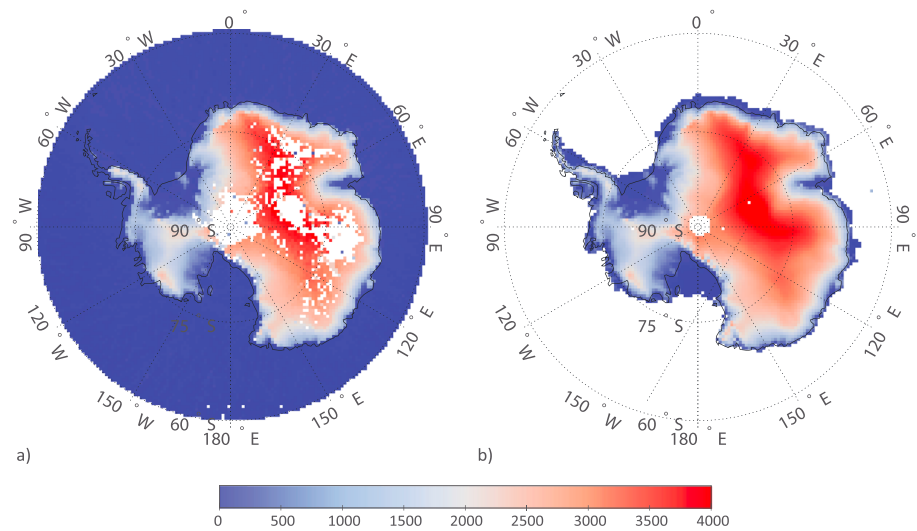 0 °
30 ° E
60 ° E
90 ° E
120 ° E
150 ° E
180 ° E
150 ° W
120 ° W
90 ° W
60 ° W
30 ° W
90 ° S
75 ° S
60 ° S
a)
0 °
30 ° E
60 ° E
90 ° E
120 ° E
150 ° E
180 ° E
150 ° W
120 ° W
90 ° W
60 ° W
30 ° W
90 ° S
75 ° S
60 ° S
b)
0 500 1000 1500 2000 2500 3000 3500 4000